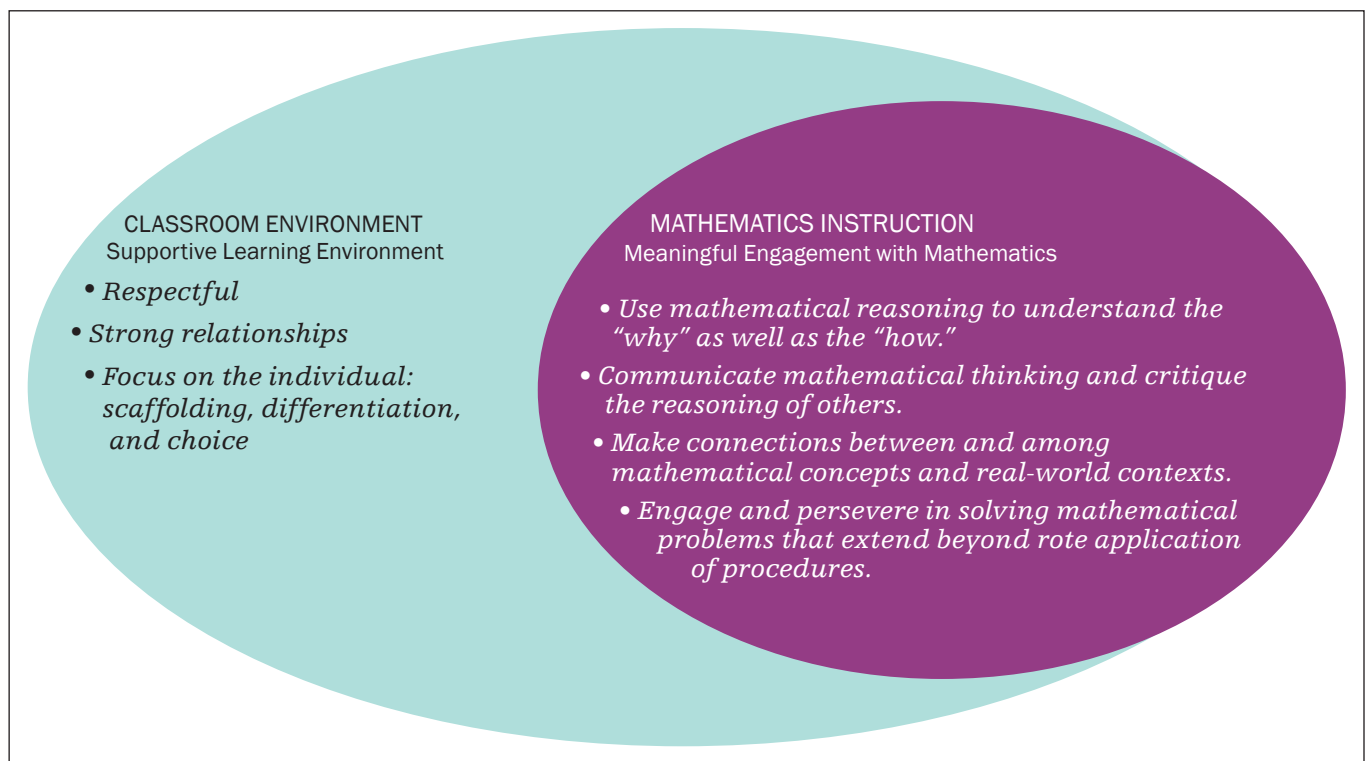 CLASSROOM ENVIRONMENT
Supportive Learning Environment
• Respectful
• Strong relationships
• Focus on the individual:
scaffolding, differentiation,
and choice
MATHEMATICS INSTRUCTION
Meaningful Engagement with Mathematics
• Use mathematical reasoning to understand the
“why” as well as the “how.”
• Communicate mathematical thinking and critique
the reasoning of others.
• Make connections between and among
mathematical concepts and real-world contexts.
• Engage and persevere in solving mathematical
problems that extend beyond rote application
of procedures.